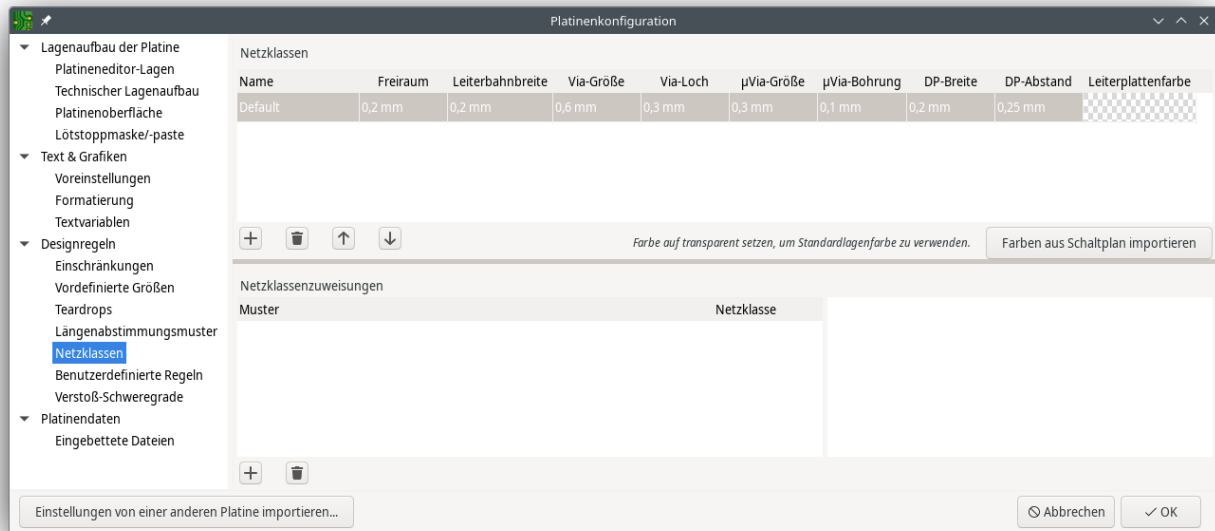 Platinenkonfiguration
Lagenaufbau der Platine
Platineneditor-Lagen
Technischer Lagenaufbau
Platinenoberfläche
Lötstoppmaske/-paste
Text & Grafiken
Voreinstellungen
Formatierung
Textvariablen
Designregeln
Einschränkungen
Vordefinierte Größen
Teardrops
Längenabstimmungsmuster
Netzklassen
Benutzerdefinierte Regeln
Verstoß-Schweregrade
Platinendaten
Eingebettete Dateien
Netzklassen
Name Freiraum Leiterbahnbreite Via-Größe Via-Loch µVia-Größe µVia-Bohrung DP-Breite DP-Abstand Leiterplattenfarbe
Default 0,2 mm 0,2 mm 0,6 mm 0,3 mm 0,3 mm 0,1 mm 0,2 mm 0,25 mm
Farbe auf transparent setzen, um Standardlagenfarbe zu verwenden. Farben aus Schaltplan importieren
Netzklassenzuweisungen
Muster Netzklasse
Einstellungen von einer anderen Platine importieren... Abbrechen OK